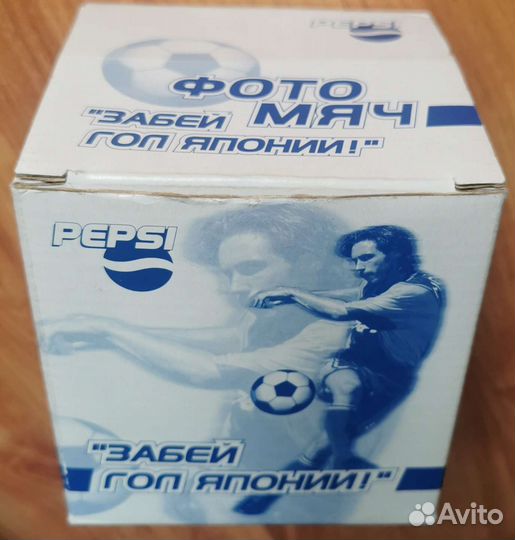 PEPSI
ФОТО
МЯЧ
"ЗАБЕЙ
ГОЛ ЯПОНИИ!"
PEPSI
"ЗАБЕЙ
ГОЛ ЯПОНИИ!"
Avito